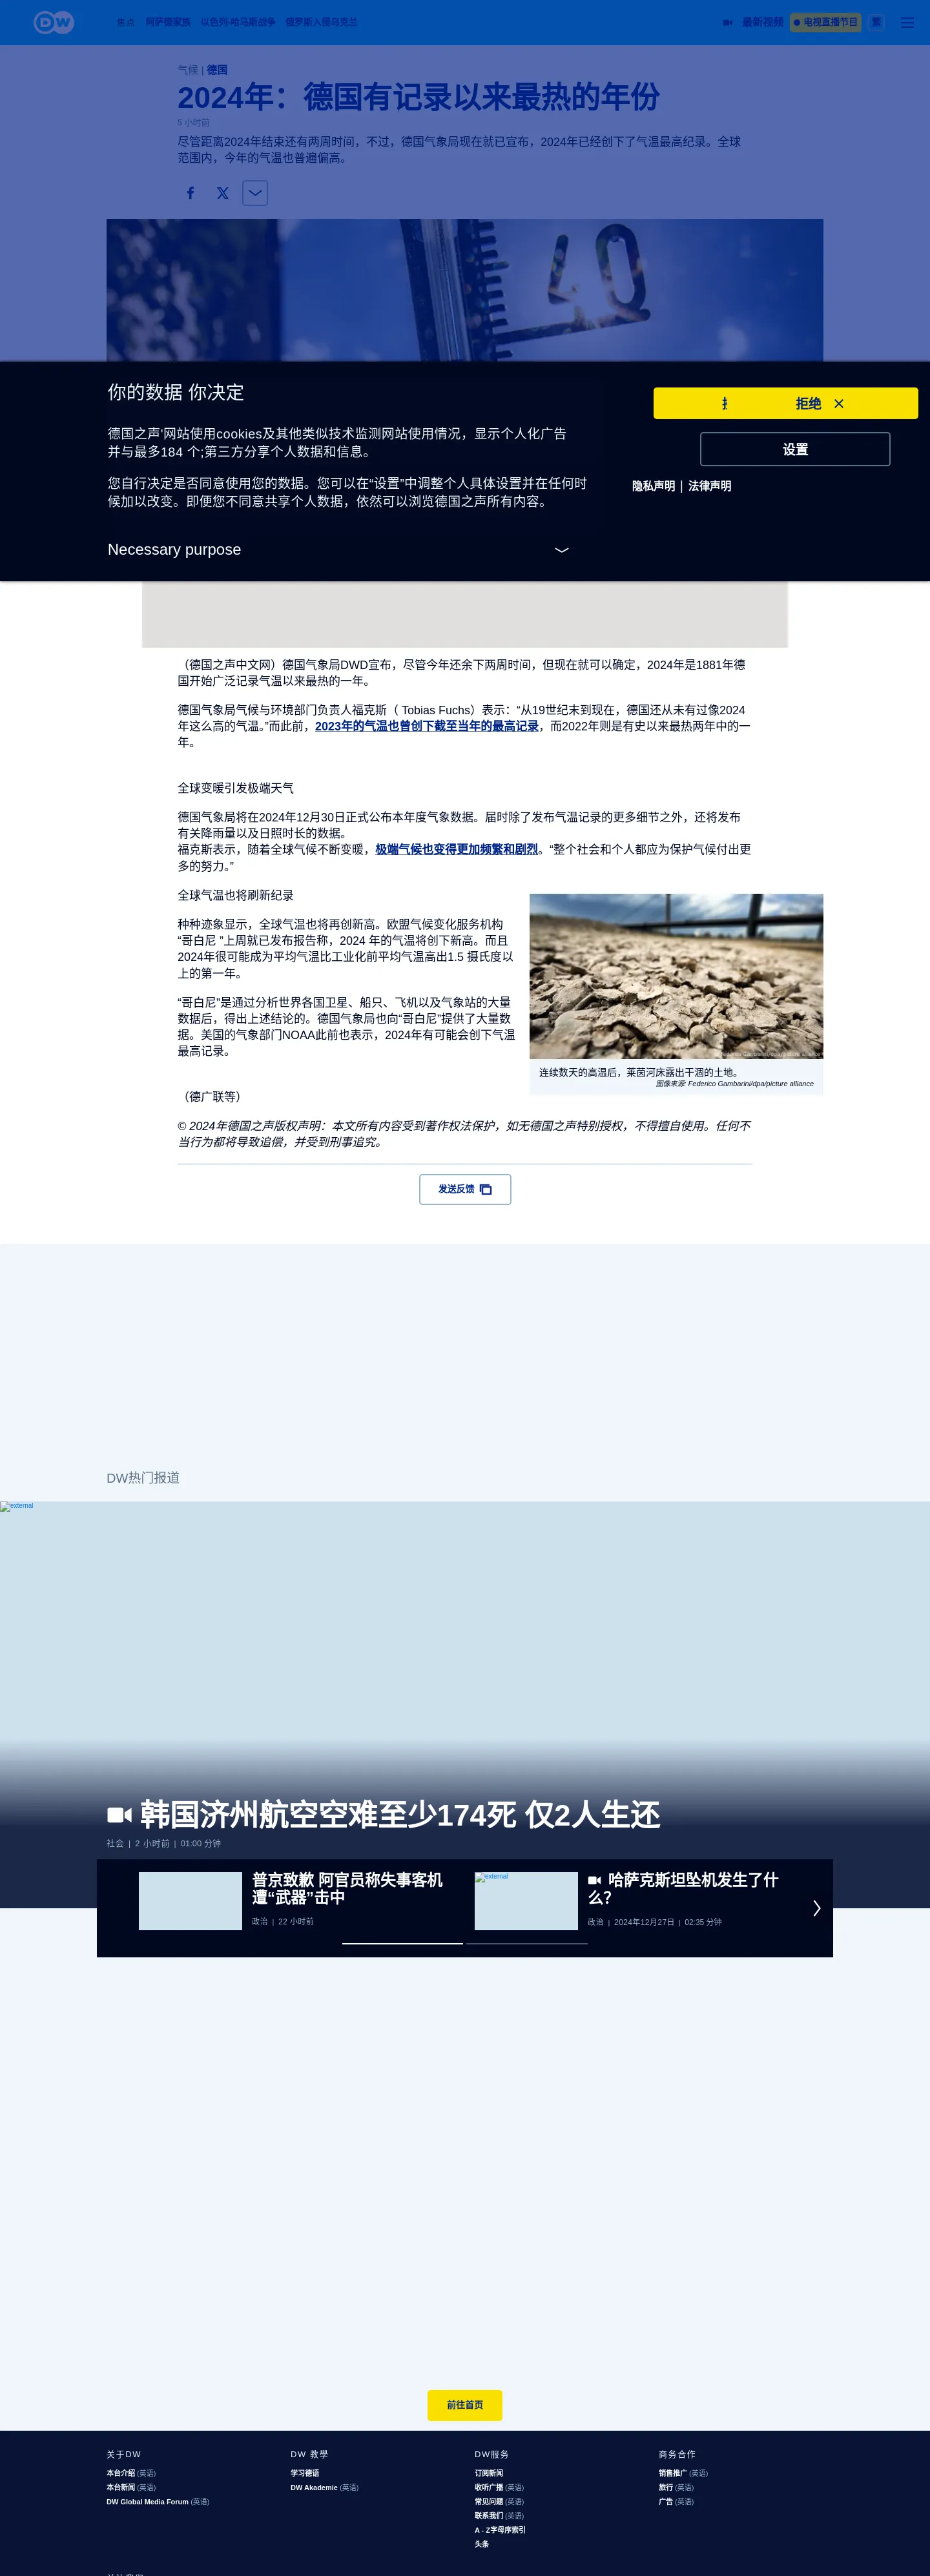 DW
焦点 阿萨德家族 以色列-哈马斯战争 俄罗斯入侵乌克兰 最新视频 电视直播节目 繁
气候 | 德国
2024年：德国有记录以来最热的年份
5 小时前
尽管距离2024年结束还有两周时间，不过，德国气象局现在就已宣布，2024年已经创下了气温最高纪录。全球
范围内，今年的气温也普遍偏高。
40
你的数据 你决定
拒绝
德国之声'网站使用cookies及其他类似技术监测网站使用情况，显示个人化广告
并与最多184 个;第三方分享个人数据和信息。
设置
您自行决定是否同意使用您的数据。您可以在“设置”中调整个人具体设置并在任何时
候加以改变。即便您不同意共享个人数据，依然可以浏览德国之声所有内容。
隐私声明 | 法律声明
Necessary purpose
（德国之声中文网）德国气象局DWD宣布，尽管今年还余下两周时间，但现在就可以确定，2024年是1881年德
国开始广泛记录气温以来最热的一年。
德国气象局气候与环境部门负责人福克斯（ Tobias Fuchs）表示：“从19世纪末到现在，德国还从未有过像2024
年这么高的气温。”而此前，2023年的气温也曾创下截至当年的最高记录，而2022年则是有史以来最热两年中的一
年。
全球变暖引发极端天气
德国气象局将在2024年12月30日正式公布本年度气象数据。届时除了发布气温记录的更多细节之外，还将发布
有关降雨量以及日照时长的数据。
福克斯表示，随着全球气候不断变暖，极端气候也变得更加频繁和剧烈。“整个社会和个人都应为保护气候付出更
多的努力。”
全球气温也将刷新纪录
种种迹象显示，全球气温也将再创新高。欧盟气候变化服务机构
“哥白尼 ”上周就已发布报告称，2024 年的气温将创下新高。而且
2024年很可能成为平均气温比工业化前平均气温高出1.5 摄氏度以
上的第一年。
“哥白尼”是通过分析世界各国卫星、船只、飞机以及气象站的大量
数据后，得出上述结论的。德国气象局也向“哥白尼”提供了大量数
据。美国的气象部门NOAA此前也表示，2024年有可能会创下气温
最高记录。
连续数天的高温后，莱茵河床露出干涸的土地。
图像来源: Federico Gambarini/dpa/picture alliance
（德广联等）
© 2024年德国之声版权声明：本文所有内容受到著作权法保护，如无德国之声特别授权，不得擅自使用。任何不
当行为都将导致追偿，并受到刑事追究。
发送反馈
DW热门报道
external
韩国济州航空空难至少174死 仅2人生还
社会 | 2 小时前 | 01:00 分钟
普京致歉 阿官员称失事客机
遭“武器”击中
政治 | 22 小时前
external
哈萨克斯坦坠机发生了什
么？
政治 | 2024年12月27日 | 02:35 分钟
前往首页
关于DW
本台介绍 (英语)
本台新闻 (英语)
DW Global Media Forum (英语)
DW 教學
学习德语
DW Akademie (英语)
DW服务
订阅新闻
收听广播 (英语)
常见问题 (英语)
联系我们 (英语)
A - Z字母序索引
头条
商务合作
销售推广 (英语)
旅行 (英语)
广告 (英语)